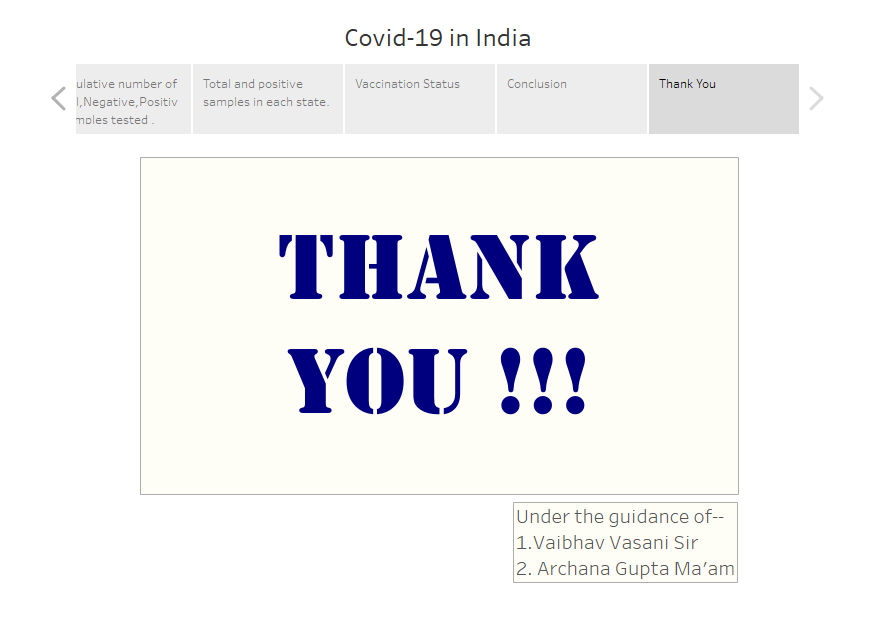 Covid-19 in India
ulative number of
l,Negative,Positiv
mples tested .
Total and positive
samples in each state.
Vaccination Status
Conclusion
Thank You
THANK
YOU !!!
Under the guidance of--
1.Vaibhav Vasani Sir
2. Archana Gupta Ma'am